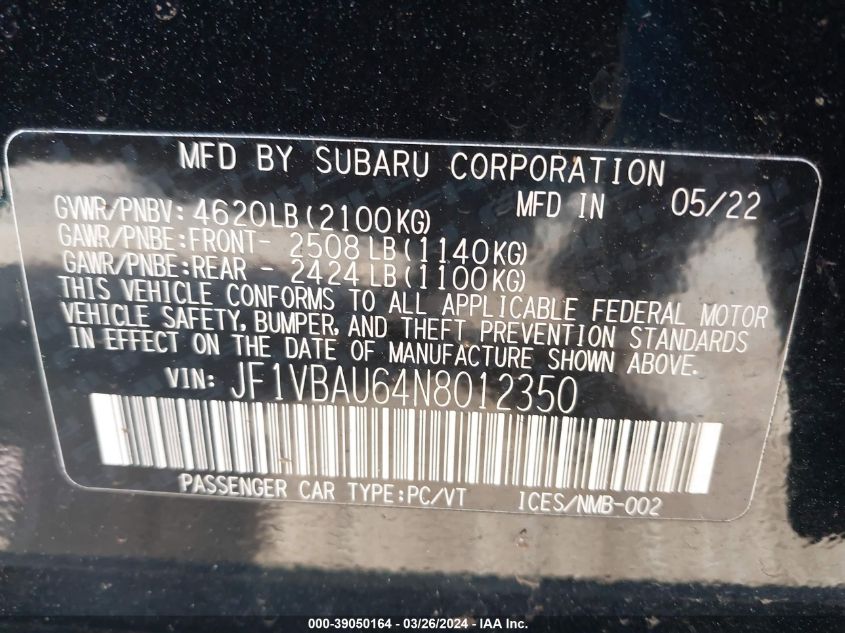 MFD BY SUBARU CORPORATION
GVWR/PNBV: 4620LB(2100KG) MFD IN 05/22
GAWR/PNBE:FRONT- 2508LB(1140KG)
GAWR/PNBE:REAR - 2424LB(1100KG)
THIS VEHICLE CONFORMS TO ALL APPLICABLE FEDERAL MOTOR
VEHICLE SAFETY, BUMPER, AND THEFT PREVENTION STANDARDS
IN EFFECT ON THE DATE OF MANUFACTURE SHOWN ABOVE.
VIN: JF1VBAU64N8012350
PASSENGER CAR TYPE:PC/VT ICES/NMB-002
000-39050164 / 03/26/2024 - IAA Inc.